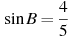 sin B = 4/5